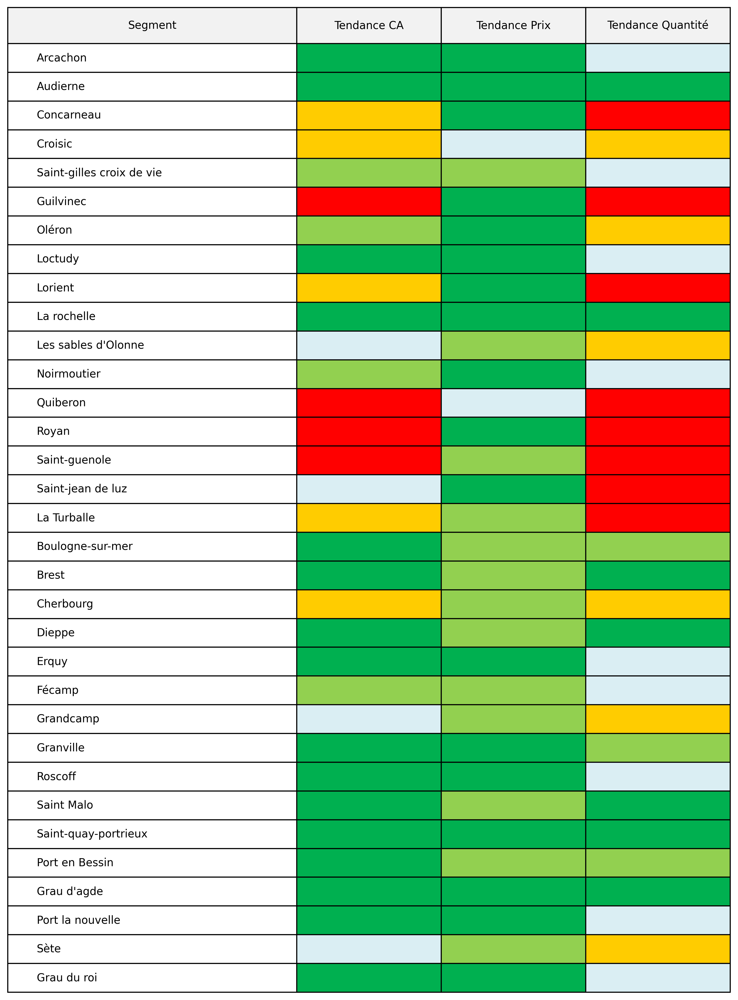 Segment Tendance CA Tendance Prix Tendance Quantité
Arcachon
Audierne
Concarneau
Croisic
Saint-gilles croix de vie
Guilvinec
Oléron
Loctudy
Lorient
La rochelle
Les sables d'Olonne
Noirmoutier
Quiberon
Royan
Saint-guenole
Saint-jean de luz
La Turballe
Boulogne-sur-mer
Brest
Cherbourg
Dieppe
Erquy
Fécamp
Grandcamp
Granville
Roscoff
Saint Malo
Saint-quay-portrieux
Port en Bessin
Grau d'agde
Port la nouvelle
Sète
Grau du roi